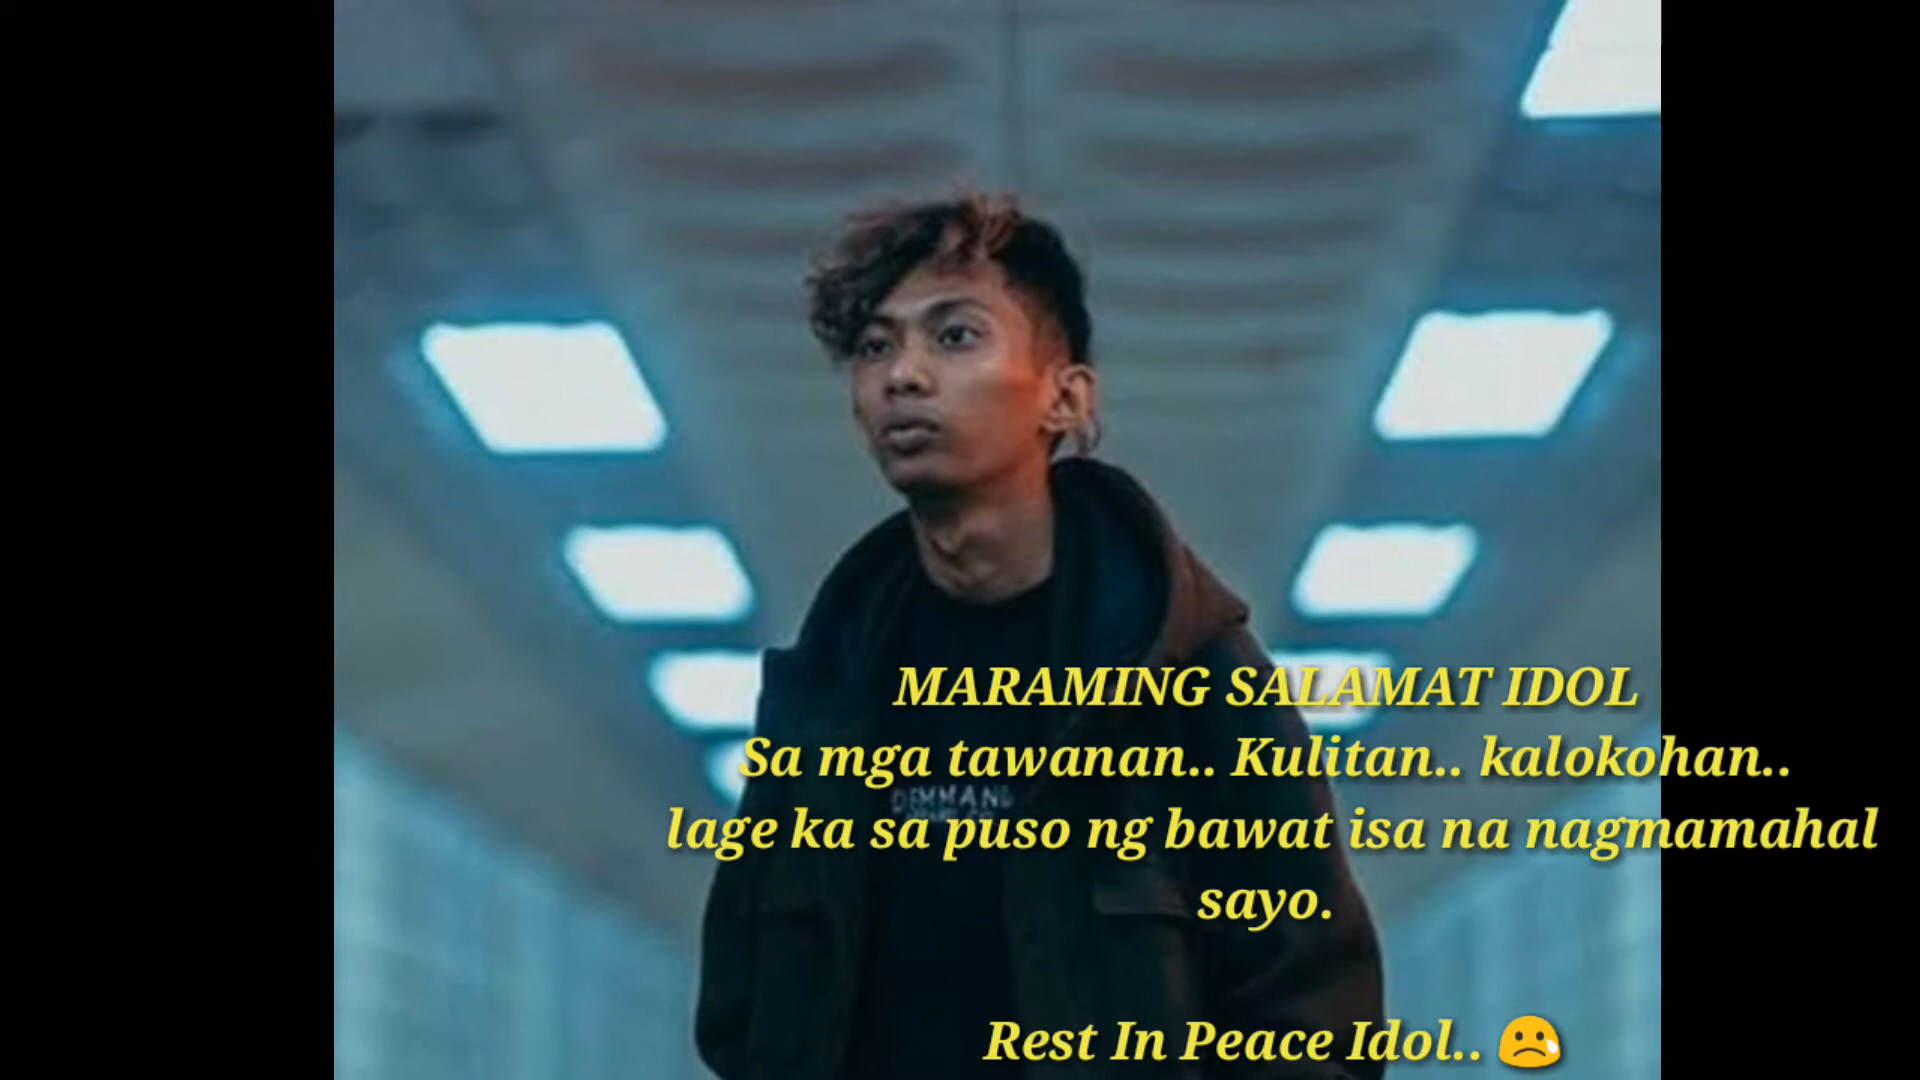 MARAMING SALAMAT IDOL
Sa mga tawanan.. Kulitan.. kalokohan..
DEMMAND
lage ka sa puso ng bawat isa na nagmamahal
sayo.
Rest In Peace Idol.. 😢